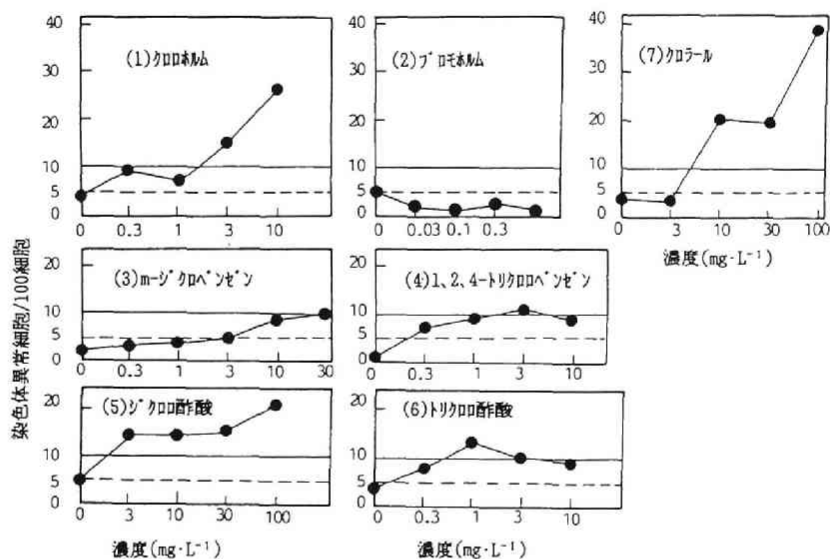 染色体異常細胞/100細胞
(1)クロロホルム
40
30
20
10
5
0
0 0.3 1 3 10
(2)ブロモホルム
40
30
20
10
5
0
0 0.03 0.1 0.3
(7)クロラール
40
30
20
10
5
0
0 3 10 30 100
濃度(mg·L⁻¹)
(3)m-ジクロベンゼン
20
10
5
0
0 0.3 1 3 10 30
(4)1、2、4-トリクロロベンゼン
20
10
5
0
0 0.3 1 3 10
(5)ジクロロ酢酸
20
10
5
0
0 3 10 30 100
濃度(mg·L⁻¹)
(6)トリクロロ酢酸
20
10
5
0
0 0.3 1 3 10
濃度(mg·L⁻¹)